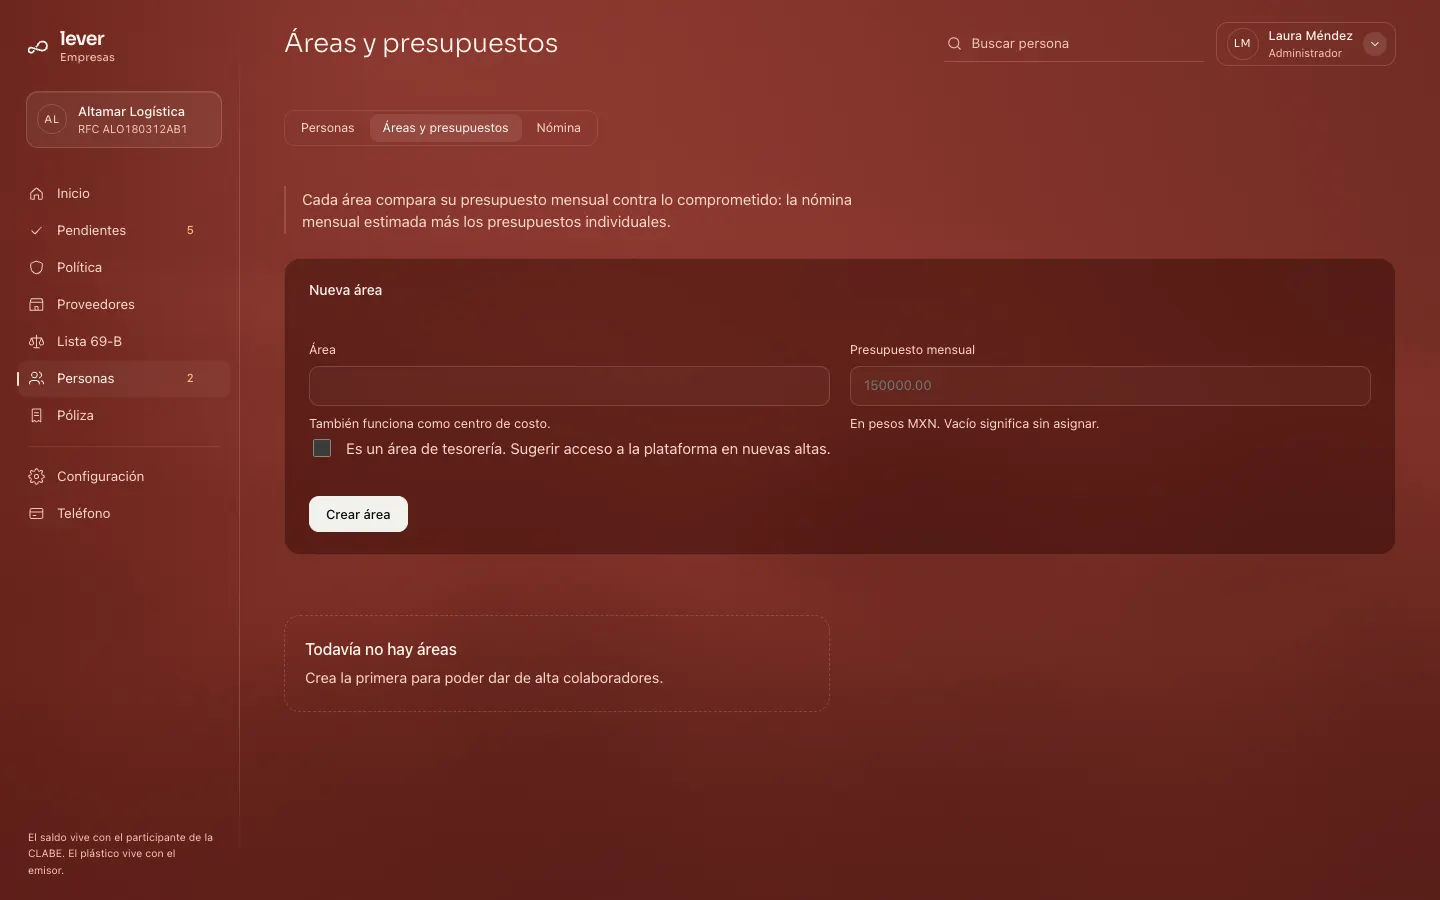 lever
Empresas
Áreas y presupuestos
Buscar persona
LM
Laura Méndez
Administrador
AL
Altamar Logística
RFC ALO180312AB1
Personas
Áreas y presupuestos
Nómina
Inicio
Pendientes 5
Política
Proveedores
Lista 69-B
Personas 2
Póliza
Configuración
Teléfono
Cada área compara su presupuesto mensual contra lo comprometido: la nómina
mensual estimada más los presupuestos individuales.
Nueva área
Área
Presupuesto mensual
150000.00
También funciona como centro de costo.
En pesos MXN. Vacío significa sin asignar.
Es un área de tesorería. Sugerir acceso a la plataforma en nuevas altas.
Crear área
Todavía no hay áreas
Crea la primera para poder dar de alta colaboradores.
El saldo vive con el participante de la
CLABE. El plástico vive con el
emisor.